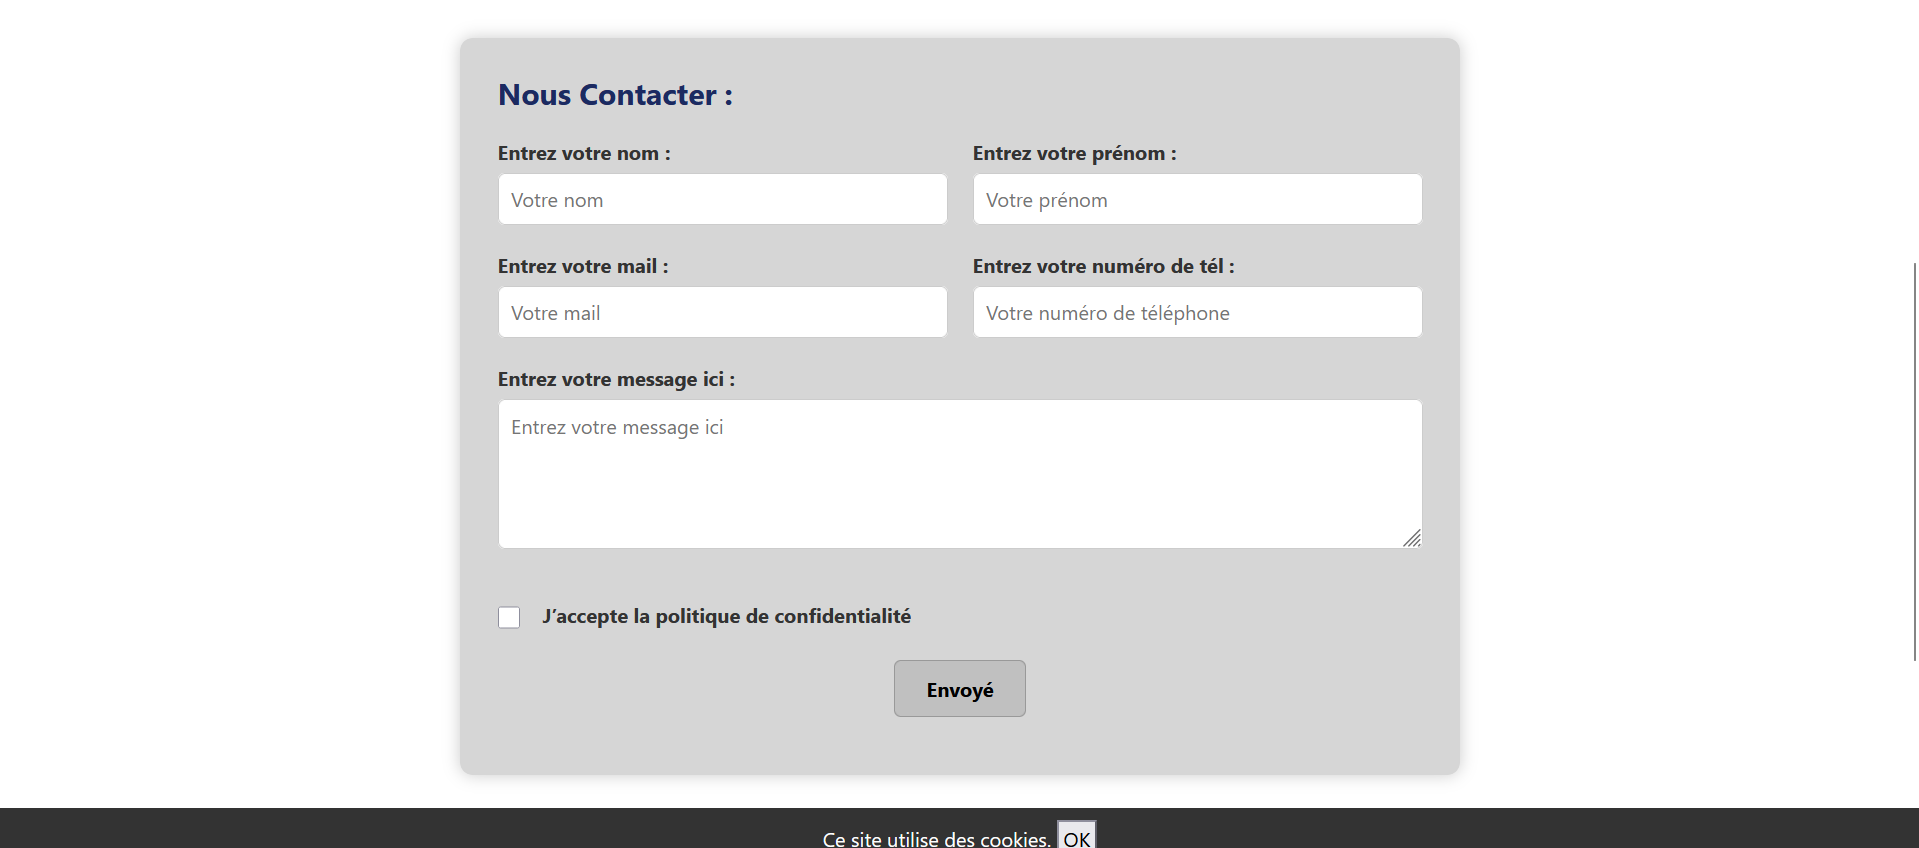 Nous Contacter :
Entrez votre nom :
Entrez votre prénom :
Votre nom
Votre prénom
Entrez votre mail :
Entrez votre numéro de tél :
Votre mail
Votre numéro de téléphone
Entrez votre message ici :
Entrez votre message ici
J’accepte la politique de confidentialité
Envoyé
Ce site utilise des cookies. OK